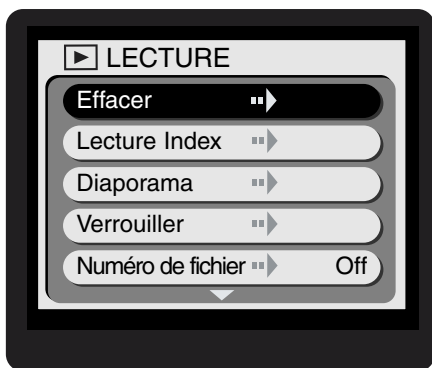 LECTURE
Effacer
Lecture Index
Diaporama
Verrouiller
Numéro de fichier Off